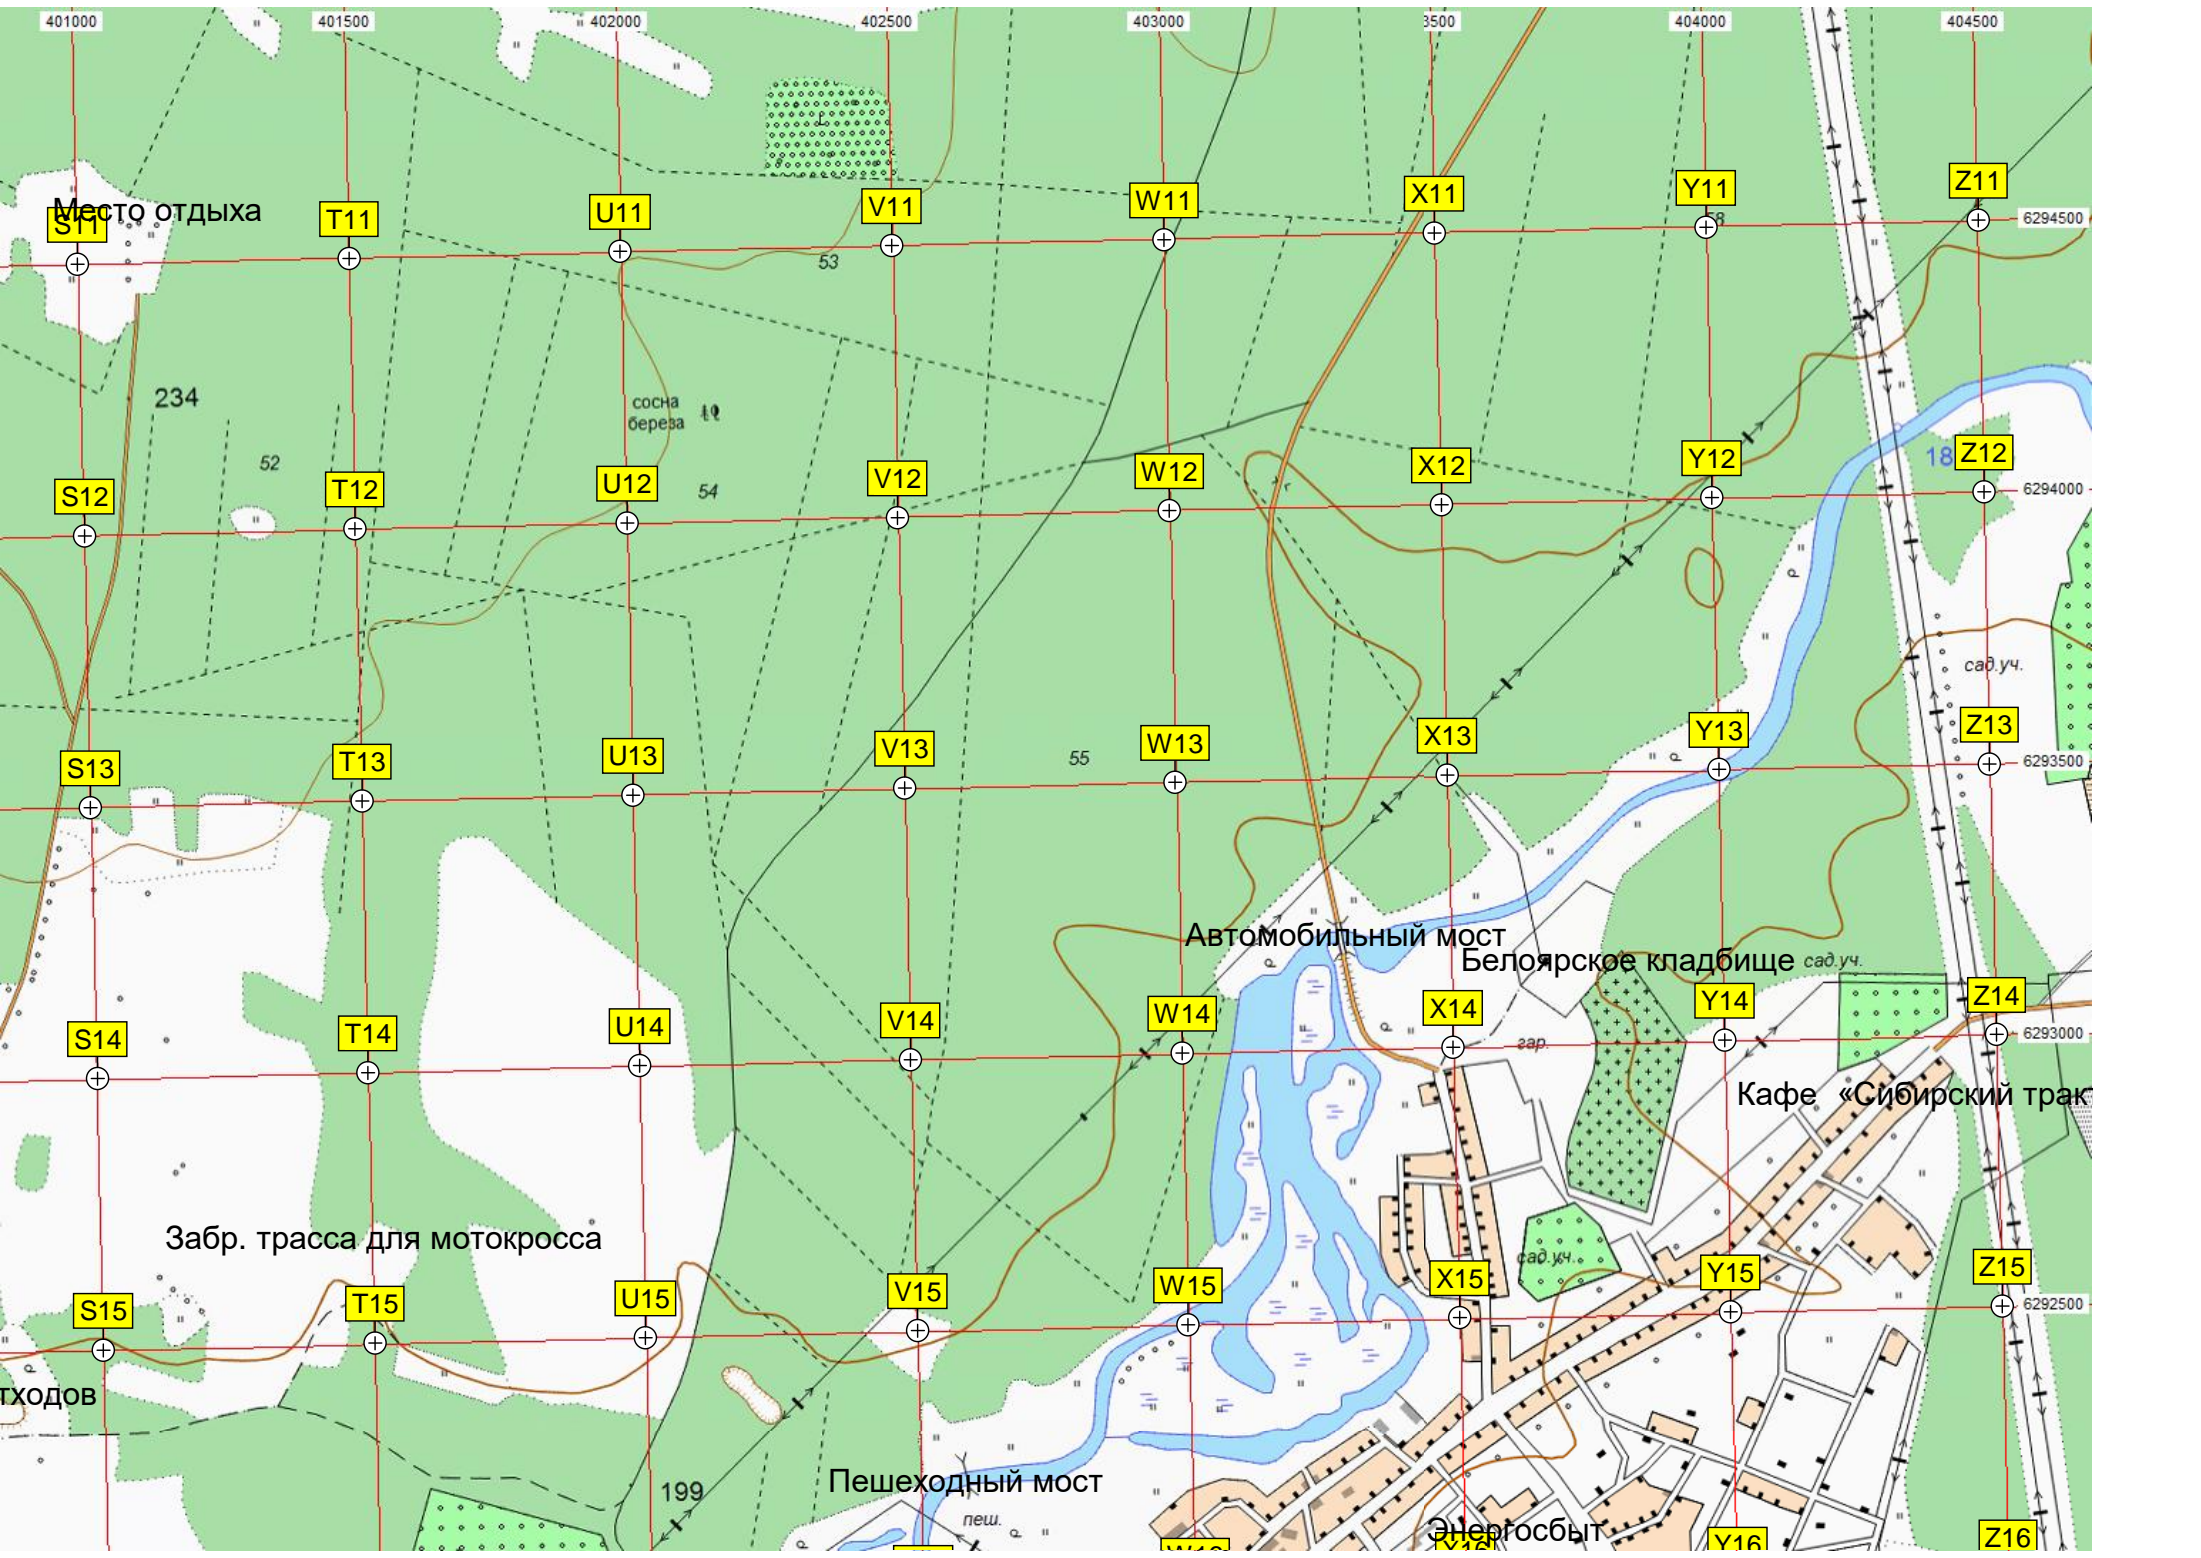 401000 401500 402000 402500 403000 3500 404000 404500
Z11
Y11
X11
W11
V11
U11
T11
S11
Место отдыха
58
6294500
53
234
сосна
береза
52
54
S12 T12 U12 V12 W12 X12 Y12 18 Z12
6294000
сад.уч.
S13 T13 U13 V13 W13 X13 Y13 Z13
55
6293500
Автомобильный мост
Белоярское кладбище
сад.уч.
S14 T14 U14 V14 W14 X14 Y14 Z14
гар.
6293000
Кафе «Сибирский трак
Забр. трасса для мотокросса
сад.уч.
S15 T15 U15 V15 W15 X15 Y15 Z15
6292500
тходов
199
Пешеходный мост
пеш.
Энергосбыт
W16 X16 Y16 Z16